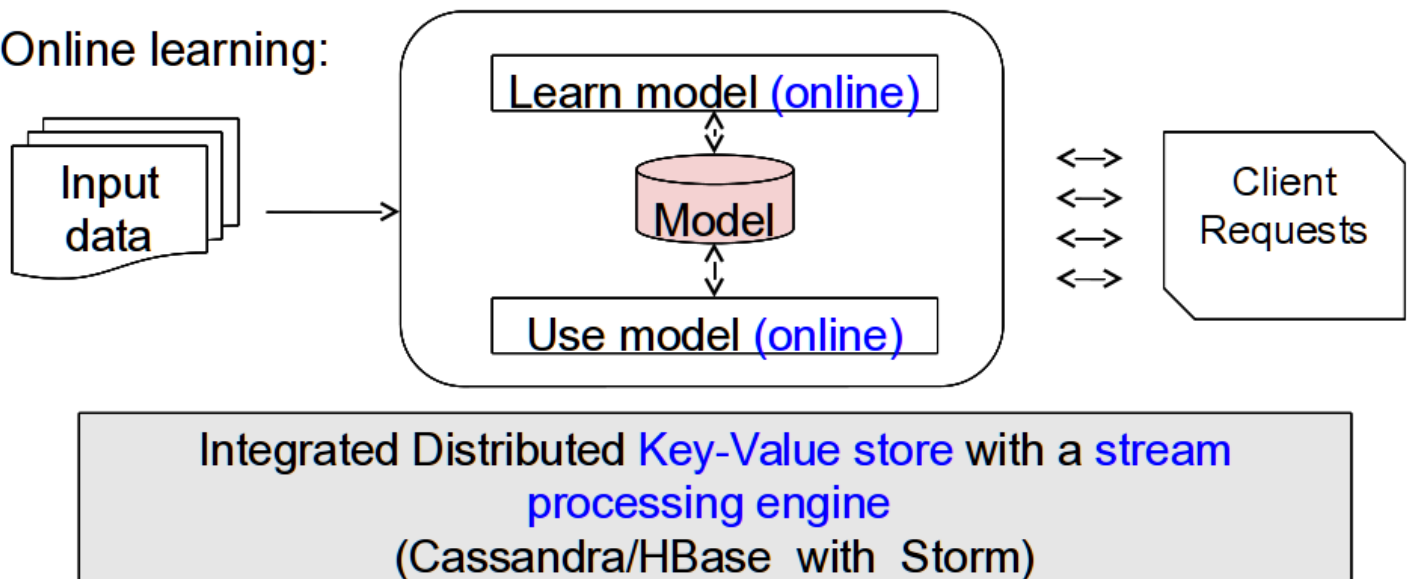 Online learning:
Learn model (online)
Input
data
Model
Client
Requests
Use model (online)
Integrated Distributed Key-Value store with a stream
processing engine
(Cassandra/HBase with Storm)